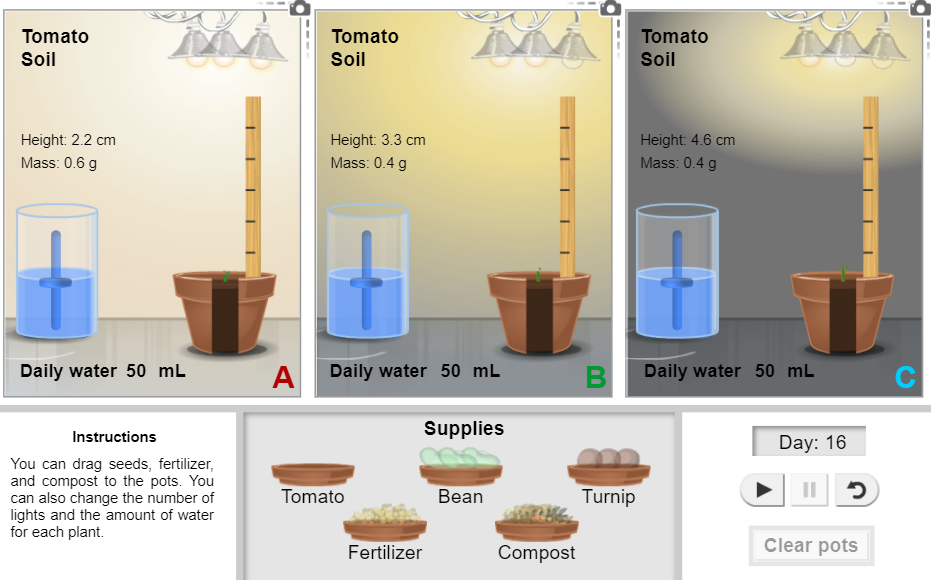 Tomato
Soil
Height: 2.2 cm
Mass: 0.6 g
Daily water 50 mL
A
Tomato
Soil
Height: 3.3 cm
Mass: 0.4 g
Daily water 50 mL
B
Tomato
Soil
Height: 4.6 cm
Mass: 0.4 g
Daily water 50 mL
C
Instructions
You can drag seeds, fertilizer,
and compost to the pots. You
can also change the number of
lights and the amount of water
for each plant.
Supplies
Tomato
Bean
Turnip
Fertilizer
Compost
Day: 16
Clear pots